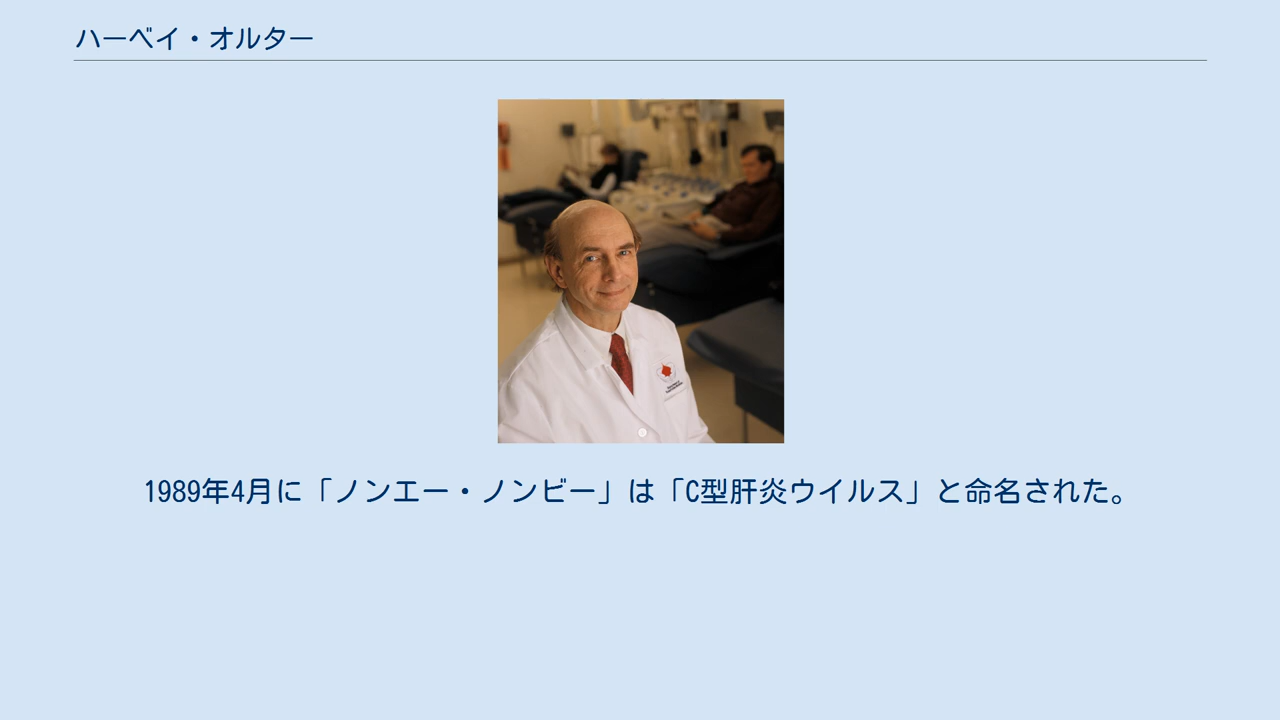 ハーベイ・オルター
1989年4月に「ノンエー・ノンビー」は「C型肝炎ウイルス」と命名された。